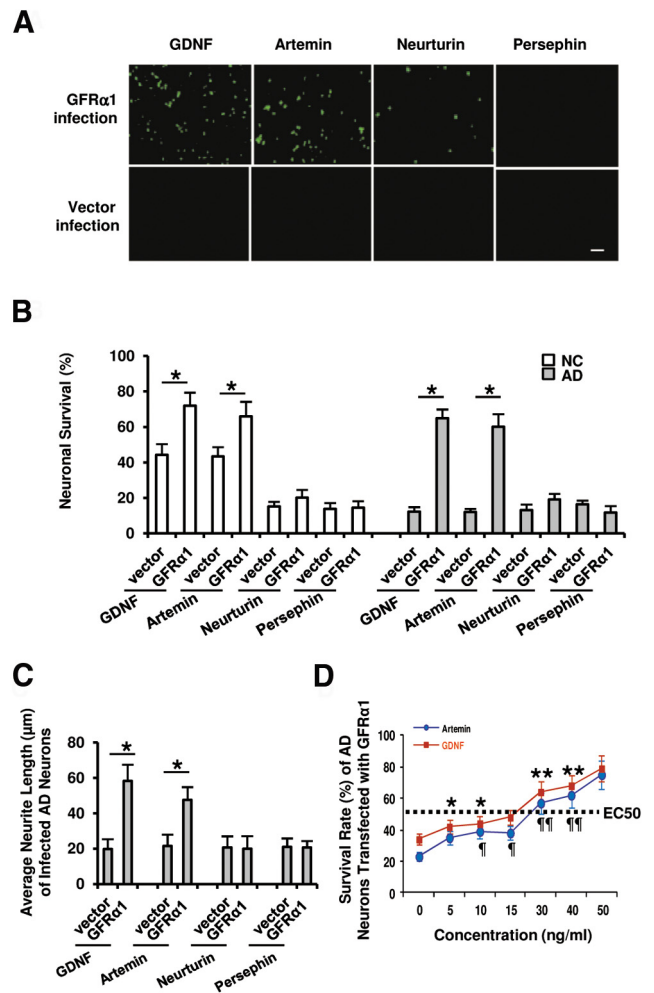 A
GDNF Artemin Neurturin Persephin
GFRα1
infection
Vector
infection
B
Neuronal Survival (%)
100
80
60
40
20
0
* * * *
NC
AD
vector GFRα1 vector GFRα1 vector GFRα1 vector GFRα1 vector GFRα1 vector GFRα1 vector GFRα1 vector GFRα1
GDNF Artemin Neurturin Persephin GDNF Artemin Neurturin Persephin
C
Average Neurite Length (µm)
of Infected AD Neurons
80
60
40
20
0
* *
vector GFRα1 vector GFRα1 vector GFRα1 vector GFRα1
GDNF Artemin Neurturin Persephin
D
Survival Rate (%) of AD
Neurons Transfected with GFRα1
Artemin
GDNF
100
80
60
40
20
0
* * ** **
EC50
¶ ¶ ¶¶ ¶¶
0 5 10 15 30 40 50
Concentration (ng/ml)